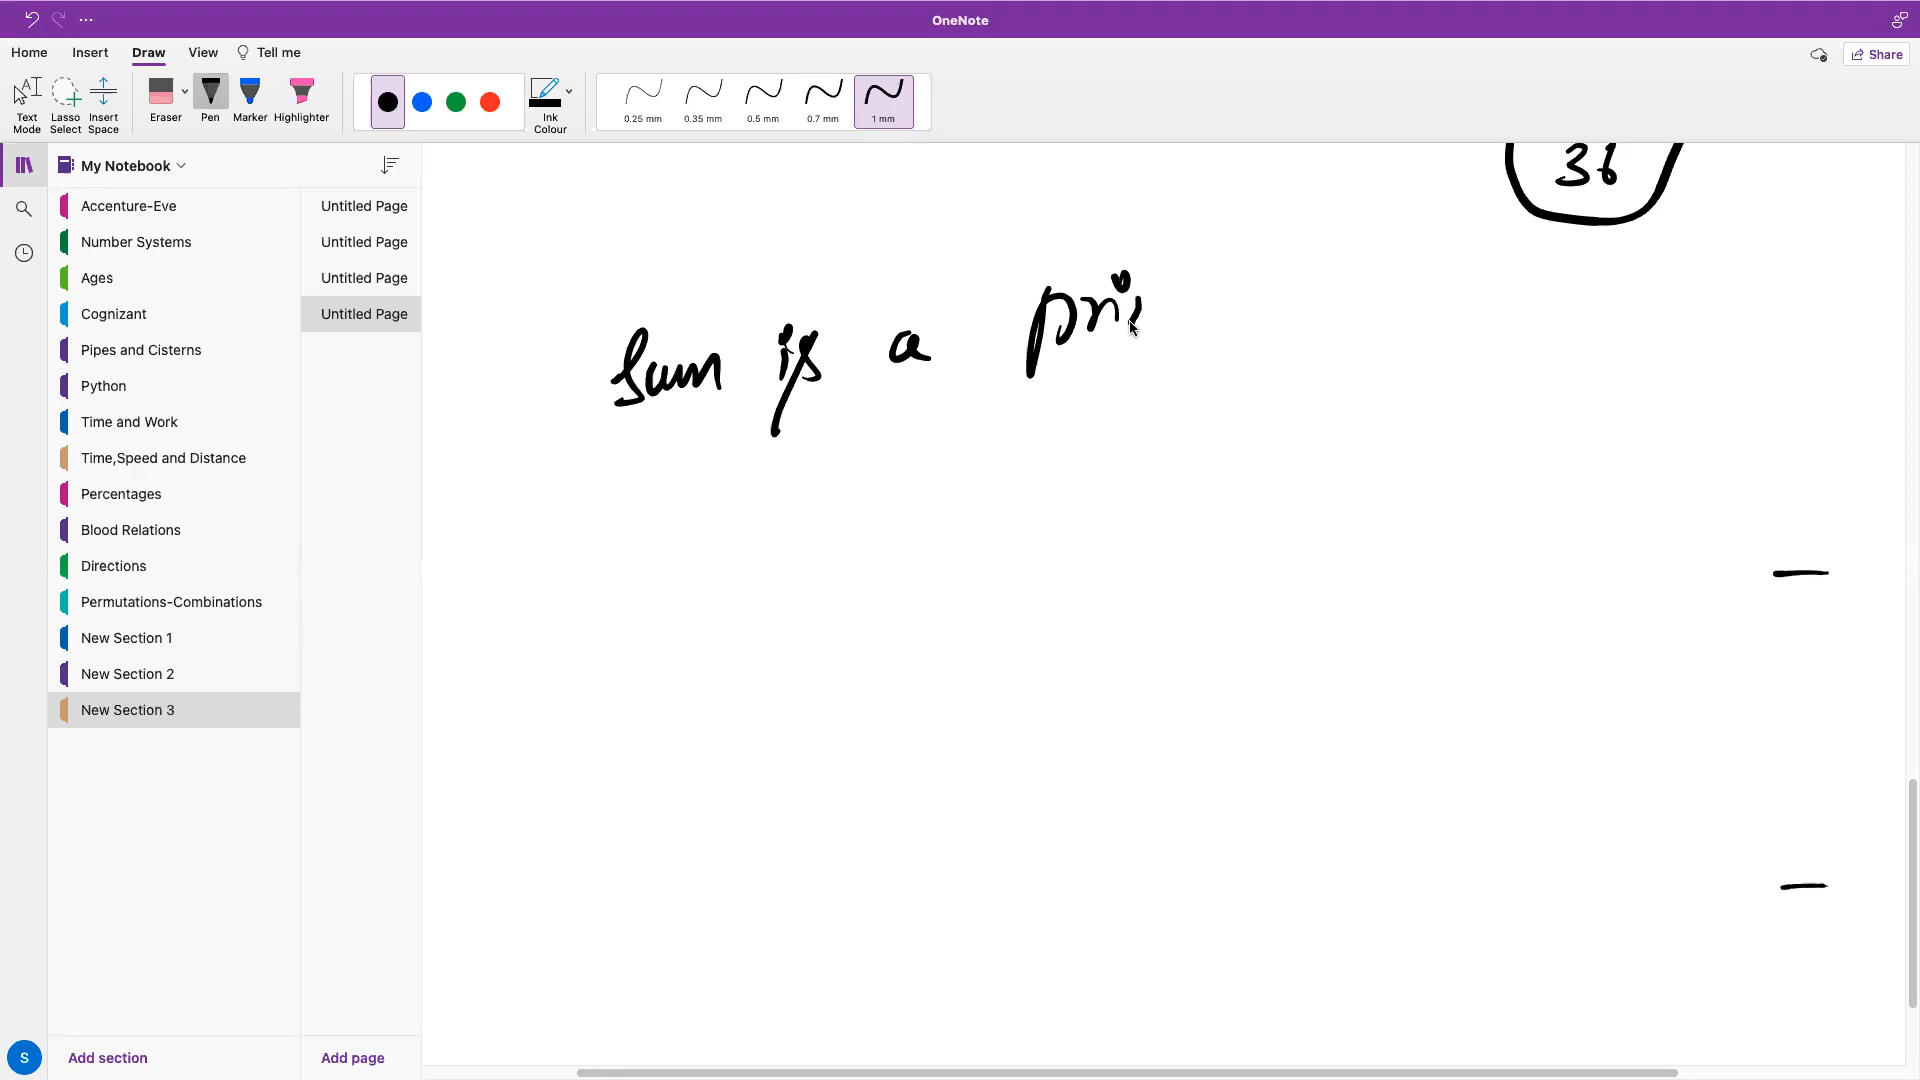 OneNote
Home Insert Draw View Tell me
Share
Text Mode Lasso Select Insert Space Eraser Pen Marker Highlighter Ink Colour 0.25 mm 0.35 mm 0.5 mm 0.7 mm 1 mm
My Notebook
Accenture-Eve
Number Systems
Ages
Cognizant
Pipes and Cisterns
Python
Time and Work
Time,Speed and Distance
Percentages
Blood Relations
Directions
Permutations-Combinations
New Section 1
New Section 2
New Section 3
Untitled Page
Untitled Page
Untitled Page
Untitled Page
36
Sum is a pri
S
Add section
Add page